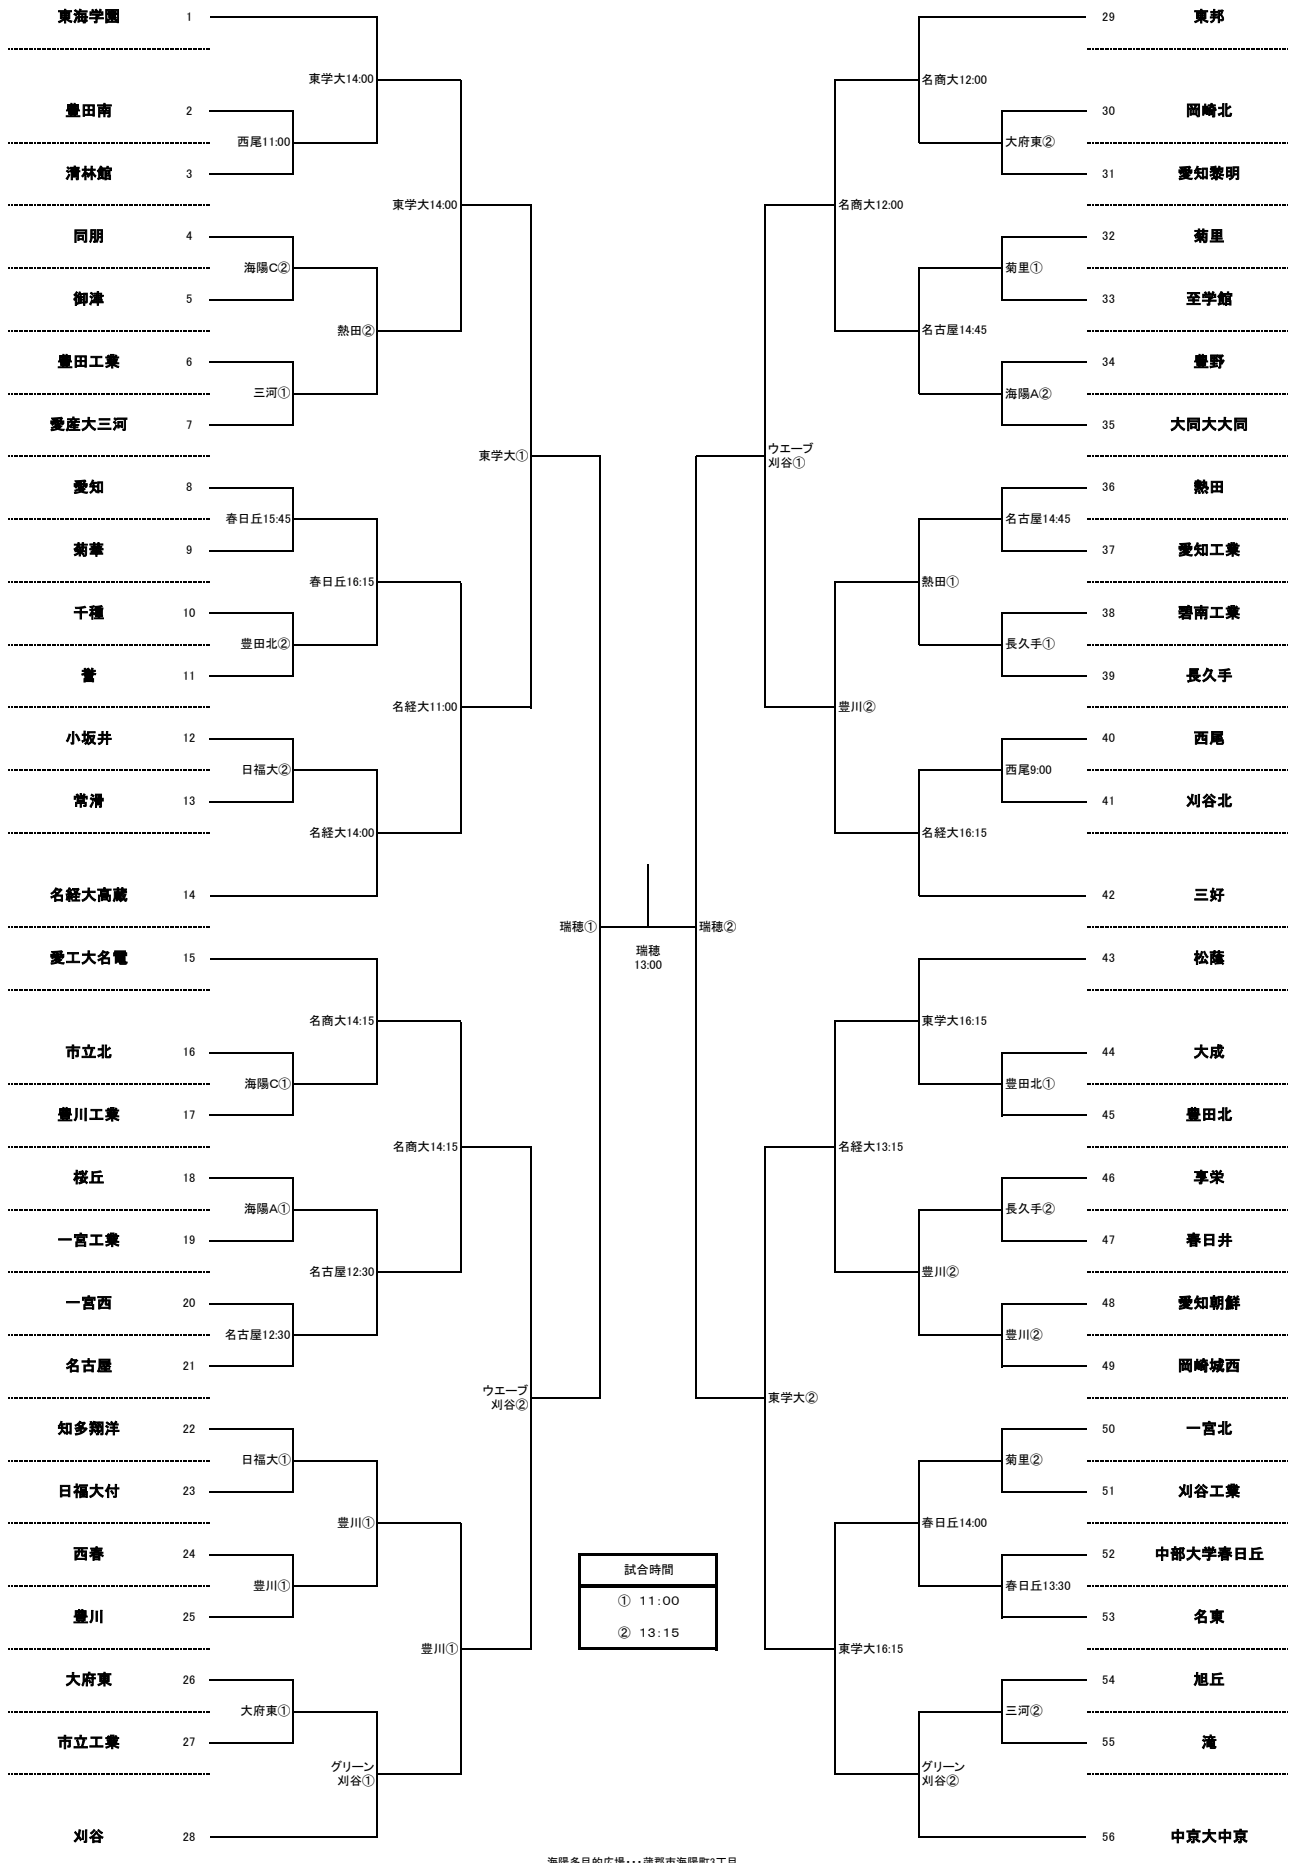 東海学園 1
東学大14:00
豊田南 2
西尾11:00
清林館 3
東学大14:00
同朋 4
海陽C②
御津 5
熱田②
豊田工業 6
三河①
愛産大三河 7
東学大①
愛知 8
春日丘15:45
菊華 9
春日丘16:15
千種 10
豊田北②
誉 11
名経大11:00
小坂井 12
日福大②
常滑 13
名経大14:00
名経大高蔵 14
瑞穂①
愛工大名電 15
名商大14:15
市立北 16
海陽C①
豊川工業 17
名商大14:15
桜丘 18
海陽A①
一宮工業 19
名古屋12:30
一宮西 20
名古屋12:30
名古屋 21
ウエーブ
刈谷②
知多翔洋 22
日福大①
日福大付 23
豊川①
西春 24
豊川①
豊川 25
豊川①
大府東 26
大府東①
市立工業 27
グリーン
刈谷①
刈谷 28
瑞穂
13:00
試合時間
① 11:00
② 13:15
29 東邦
名商大12:00
30 岡崎北
大府東②
31 愛知黎明
名商大12:00
32 菊里
菊里①
33 至学館
名古屋14:45
34 豊野
海陽A②
35 大同大大同
ウエーブ
刈谷①
36 熱田
名古屋14:45
37 愛知工業
熱田①
38 碧南工業
長久手①
39 長久手
豊川②
40 西尾
西尾9:00
41 刈谷北
名経大16:15
42 三好
瑞穂②
43 松蔭
東学大16:15
44 大成
豊田北①
45 豊田北
名経大13:15
46 享栄
長久手②
47 春日井
豊川②
48 愛知朝鮮
豊川②
49 岡崎城西
東学大②
50 一宮北
菊里②
51 刈谷工業
春日丘14:00
52 中部大学春日丘
春日丘13:30
53 名東
東学大16:15
54 旭丘
三河②
55 滝
グリーン
刈谷②
56 中京大中京
海陽多目的広場･･･蒲郡市海陽町3丁目